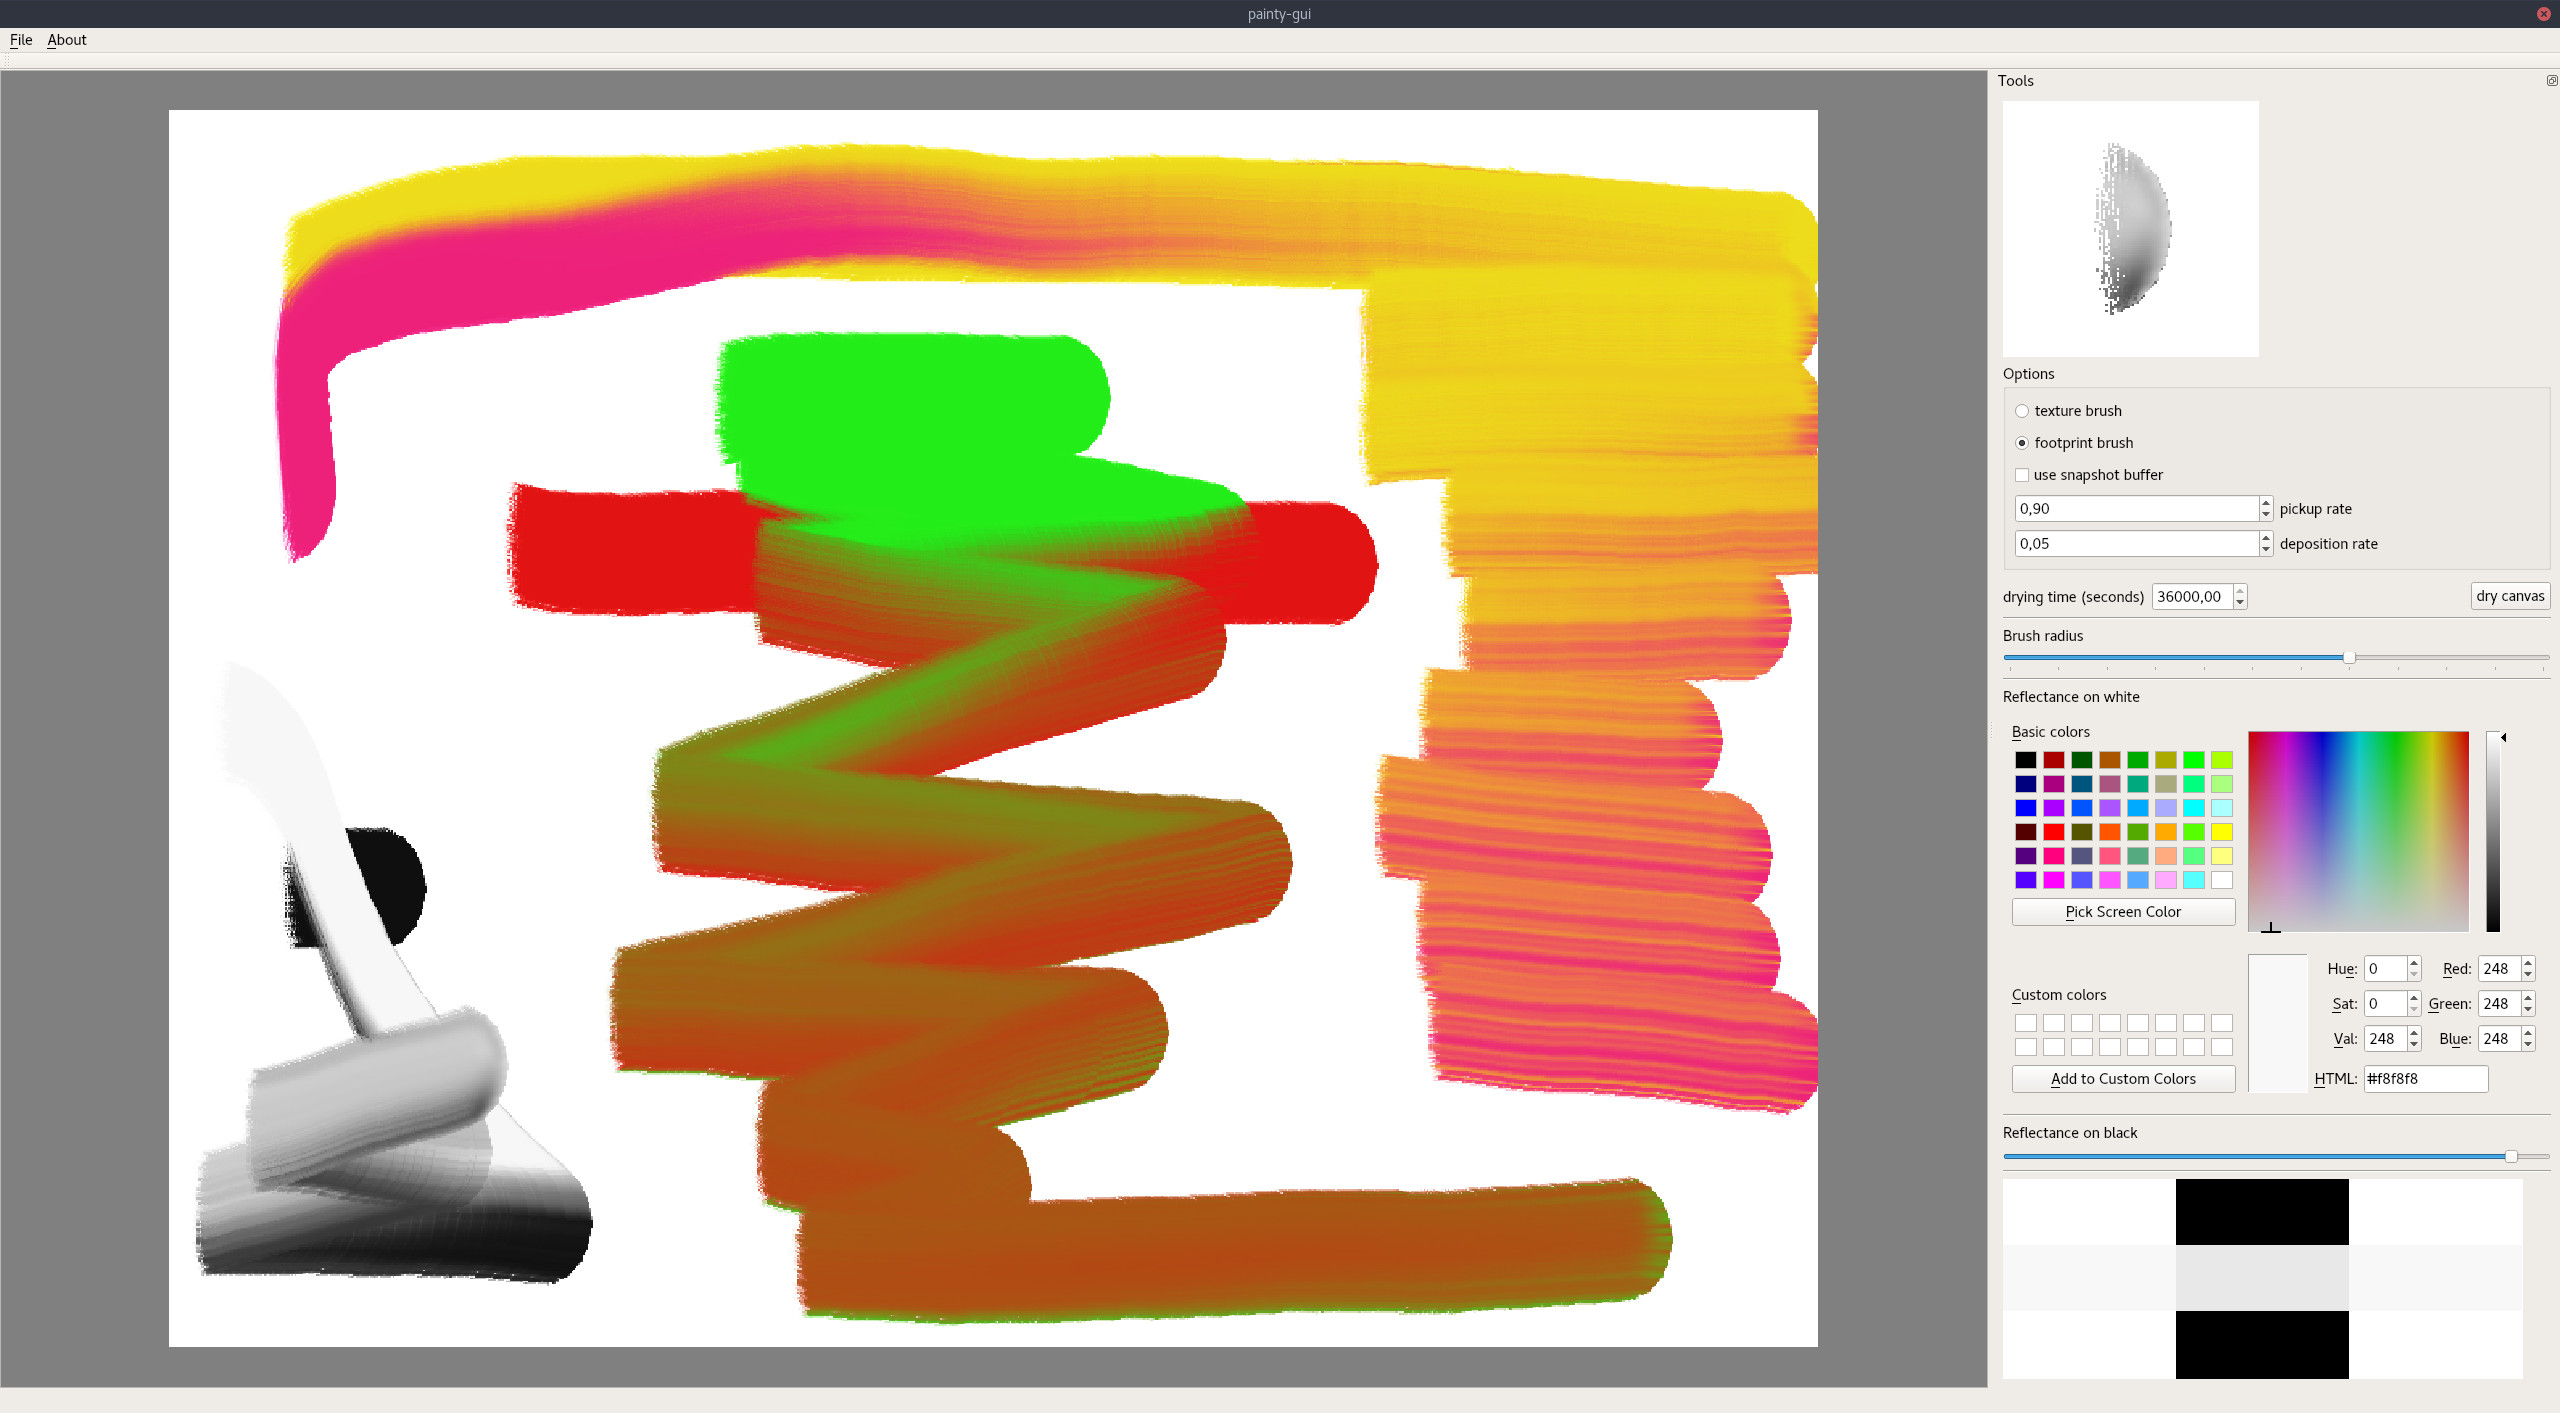 painty-gui
File About
Tools
Options
texture brush
footprint brush
use snapshot buffer
0,90 pickup rate
0,05 deposition rate
drying time (seconds) 36000,00 dry canvas
Brush radius
Reflectance on white
Basic colors
Pick Screen Color
Hue: 0 Red: 248
Custom colors
Sat: 0 Green: 248
Val: 248 Blue: 248
Add to Custom Colors
HTML: #f8f8f8
Reflectance on black